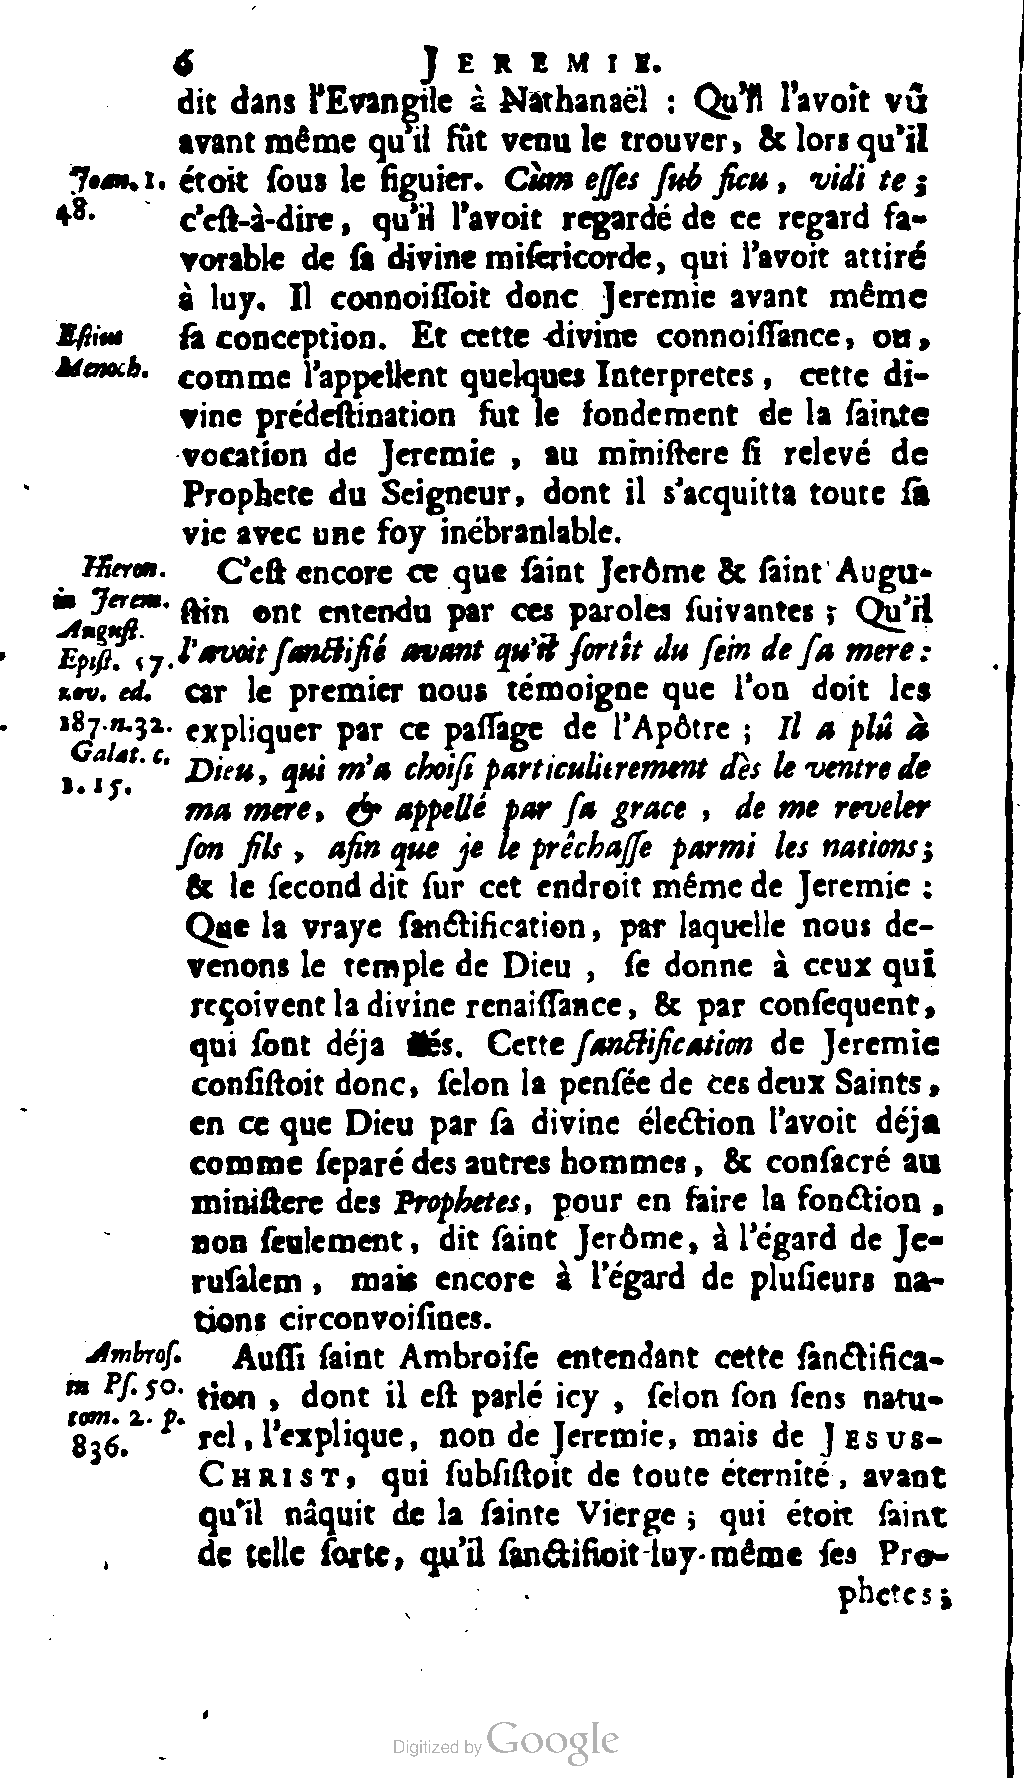 6 JEREMIE.
dit dans l'Evangile à Nathanaël : Qu'il l'avoit vû
avant même qu'il fût venu le trouver, & lors qu'il
Joan. 1. étoit ſous le figuier. Cùm eſſes ſub ficu, vidi te ;
48. c'eſt-à-dire, qu'il l'avoit regardé de ce regard fa-
vorable de ſa divine miſericorde, qui l'avoit attiré
à luy. Il connoiſſoit donc Jeremie avant même
Eſtius ſa conception. Et cette divine connoiſſance, ou,
Menoch. comme l'appellent quelques Interpretes, cette di-
vine prédeſtination fut le fondement de la ſainte
vocation de Jeremie, au miniſtere ſi relevé de
Prophete du Seigneur, dont il s'acquitta toute ſa
vie avec une foy inébranlable.
Hieron. C'eſt encore ce que ſaint Jerôme & ſaint Augu-
in Jerem. ſtin ont entendu par ces paroles ſuivantes ; Qu'il
Auguſt.
Epiſt. 57. l'avoit ſanctifié avant qu'il ſortît du ſein de ſa mere :
nov. ed. car le premier nous témoigne que l'on doit les
187.n.32. expliquer par ce paſſage de l'Apôtre ; Il a plû à
Galat. c.
1. 15. Dieu, qui m'a choiſi particulierement dès le ventre de
ma mere, & appellé par ſa grace, de me reveler
ſon fils, afin que je le prêchaſſe parmi les nations ;
& le ſecond dit ſur cet endroit même de Jeremie :
Que la vraye ſanctification, par laquelle nous de-
venons le temple de Dieu, ſe donne à ceux qui
reçoivent la divine renaiſſance, & par conſequent,
qui ſont déja nés. Cette ſanctification de Jeremie
conſiſtoit donc, ſelon la penſée de ces deux Saints,
en ce que Dieu par ſa divine élection l'avoit déja
comme ſeparé des autres hommes, & conſacré au
miniſtere des Prophetes, pour en faire la fonction,
non ſeulement, dit ſaint Jerôme, à l'égard de Je-
ruſalem, mais encore à l'égard de pluſieurs na-
tions circonvoiſines.
Ambroſ. Auſſi ſaint Ambroiſe entendant cette ſanctifica-
in Pſ. 50. tion, dont il eſt parlé icy, ſelon ſon ſens natu-
tom. 2. p.
836. rel, l'explique, non de Jeremie, mais de JESUS-
CHRIST, qui ſubſiſtoit de toute éternité, avant
qu'il nâquit de la ſainte Vierge ; qui étoit ſaint
de telle ſorte, qu'il ſanctifioit luy-même ſes Pro-
phetes ;
Digitized by Google